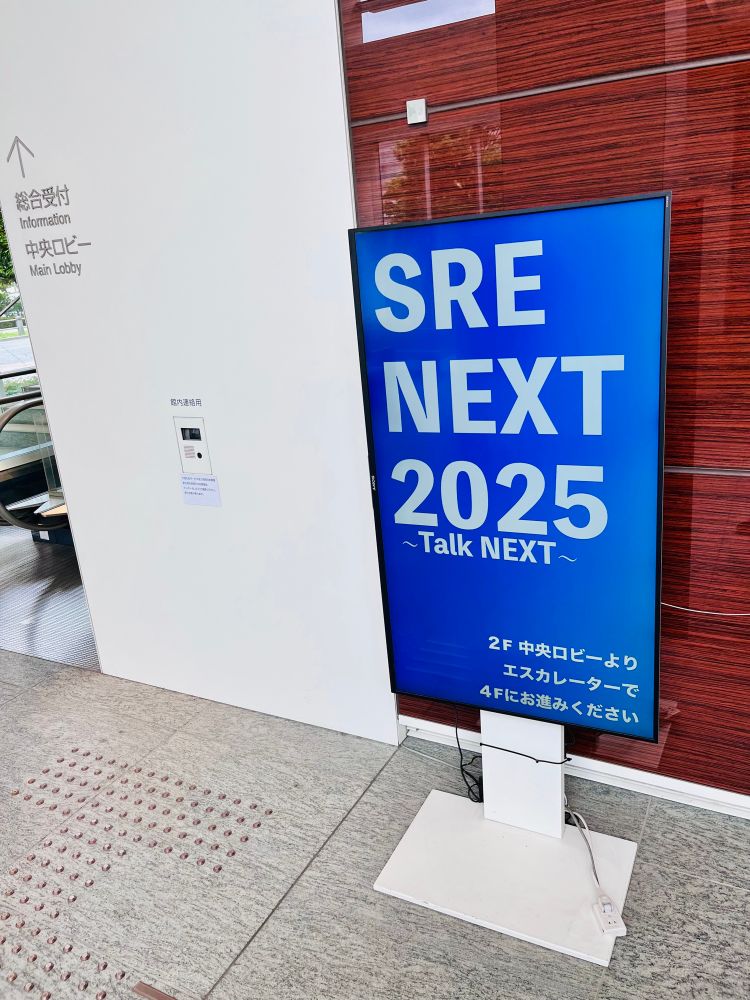 総合受付
Information
中央ロビー
Main Lobby
館内連絡用
SRE
NEXT
2025
～Talk NEXT～
2F 中央ロビーより
エスカレーターで
4Fにお進みください
SONY